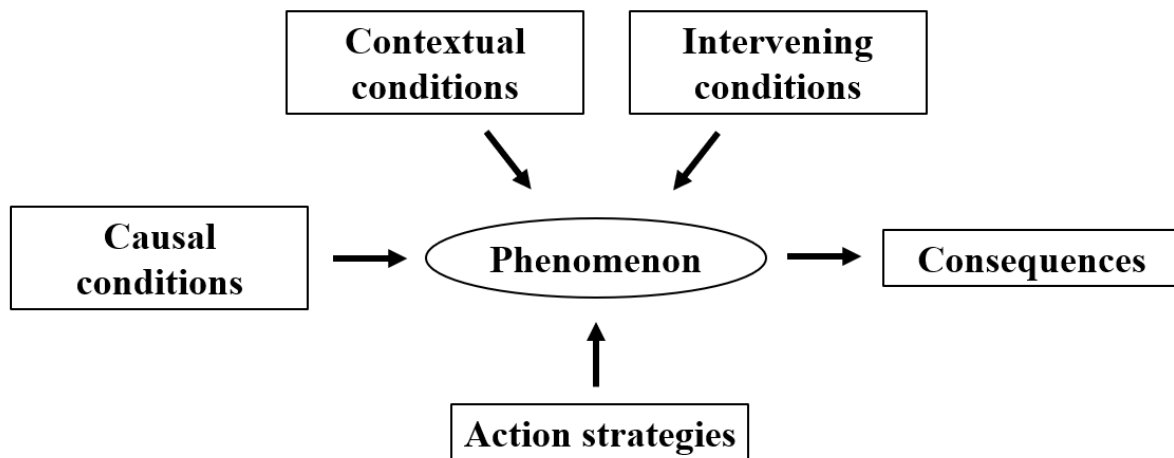 Contextual
conditions
Intervening
conditions
Causal
conditions
Phenomenon
Consequences
Action strategies